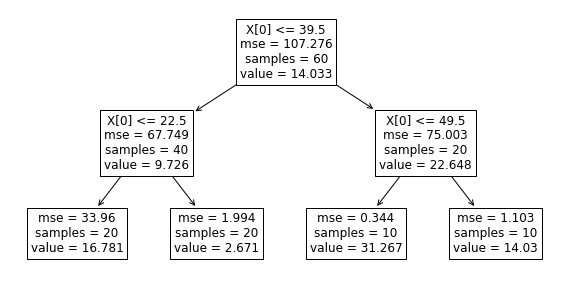 X[0] <= 39.5
mse = 107.276
samples = 60
value = 14.033
X[0] <= 22.5
mse = 67.749
samples = 40
value = 9.726
X[0] <= 49.5
mse = 75.003
samples = 20
value = 22.648
mse = 33.96
samples = 20
value = 16.781
mse = 1.994
samples = 20
value = 2.671
mse = 0.344
samples = 10
value = 31.267
mse = 1.103
samples = 10
value = 14.03